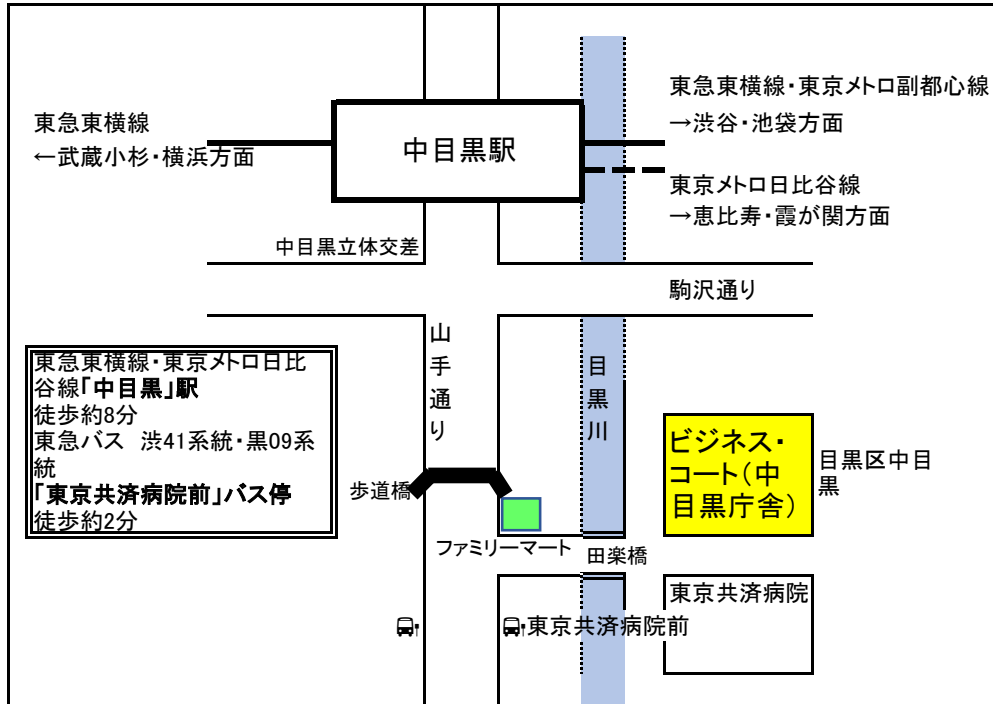 東急東横線・東京メトロ副都心線
→渋谷・池袋方面
東急東横線
←武蔵小杉・横浜方面
中目黒駅
東京メトロ日比谷線
→恵比寿・霞が関方面
中目黒立体交差
駒沢通り
山手通り
目黒川
東急東横線・東京メトロ日比
谷線「中目黒」駅
徒歩約8分
東急バス 渋41系統・黒09系
統
「東京共済病院前」バス停
徒歩約2分
ビジネス・
コート(中
目黒庁舎)
目黒区中目
黒
歩道橋
ファミリーマート
田楽橋
東京共済病院
東京共済病院前